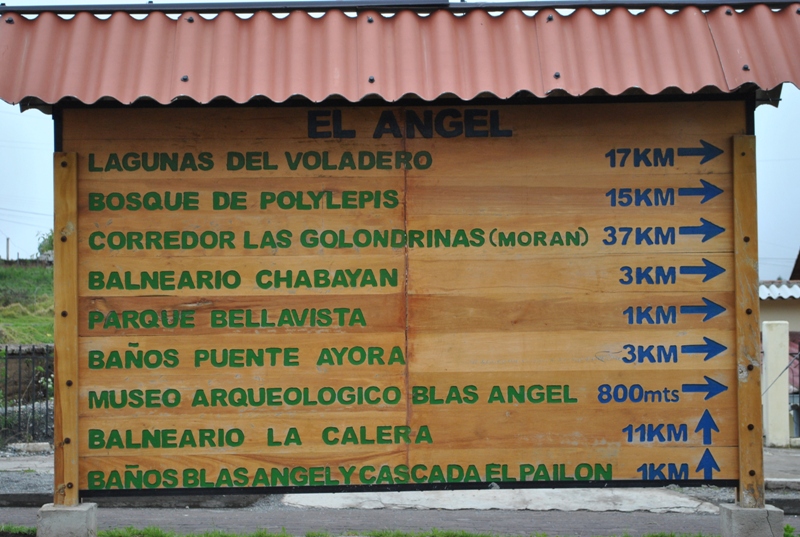 EL ANGEL
LAGUNAS DEL VOLADERO 17KM →
BOSQUE DE POLYLEPIS 15KM →
CORREDOR LAS GOLONDRINAS (MORAN) 37KM →
BALNEARIO CHABAYAN 3KM →
PARQUE BELLAVISTA 1KM →
BAÑOS PUENTE AYORA 3KM →
MUSEO ARQUEOLOGICO BLAS ANGEL 800mts →
BALNEARIO LA CALERA 11KM ↑
BAÑOS BLAS ANGEL Y CASCADA EL PAILON 1KM ↑